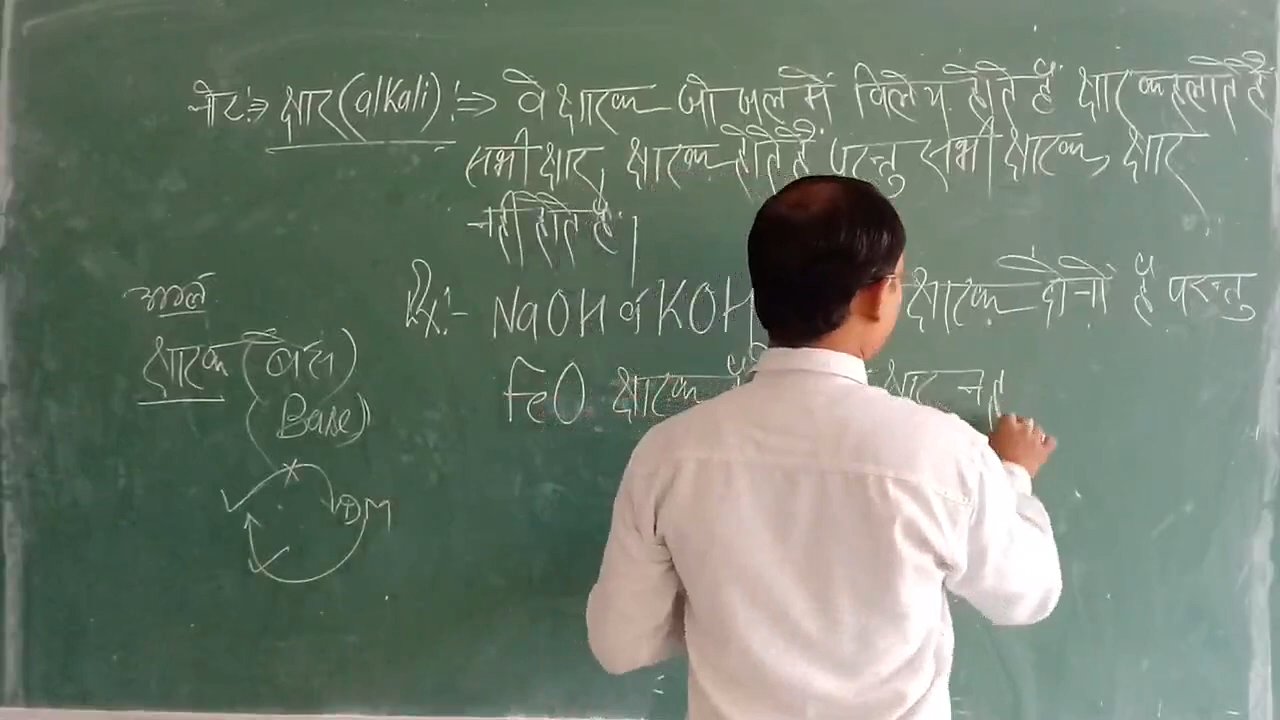 नोट:⇒ क्षार(alkali):⇒ वे क्षारक जो जल में विलेय होते हैं क्षार कहलाते हैं
सभी क्षार, क्षारक होते हैं परन्तु सभी क्षारक, क्षार
नहीं होते हैं।
Ex:- NaOH व KOH क्षारक दोनों हैं परन्तु
FeO क्षारक है क्षार नह
क्षारक (बेस)
(Base)